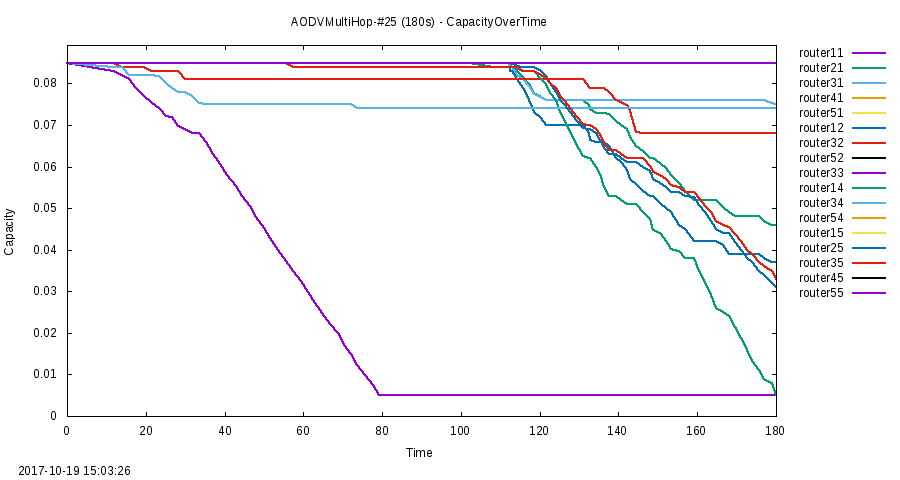 AODVMultiHop-#25 (180s) - CapacityOverTime
Capacity
0.08
0.07
0.06
0.05
0.04
0.03
0.02
0.01
0
0 20 40 60 80 100 120 140 160 180
Time
router11
router21
router31
router41
router51
router12
router32
router52
router33
router14
router34
router54
router15
router25
router35
router45
router55
2017-10-19 15:03:26